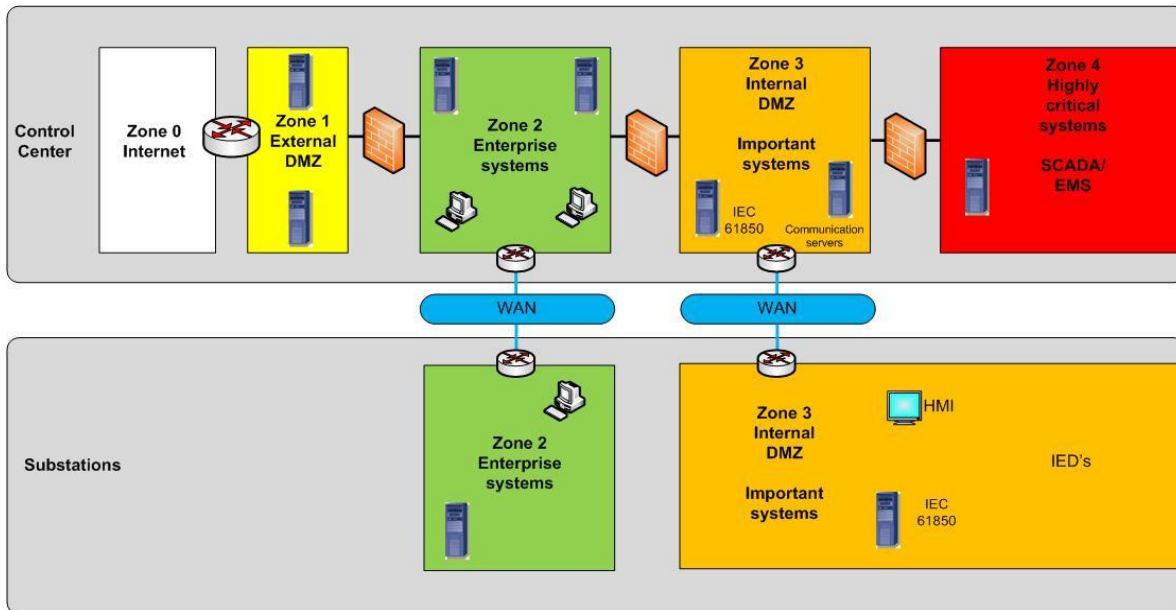 Control
Center
Zone 0
Internet
Zone 1
External
DMZ
Zone 2
Enterprise
systems
Zone 3
Internal
DMZ
Important
systems
IEC
61850
Communication
servers
Zone 4
Highly
critical
systems
SCADA/
EMS
WAN
WAN
Substations
Zone 2
Enterprise
systems
Zone 3
Internal
DMZ
Important
systems
HMI
IED's
IEC
61850